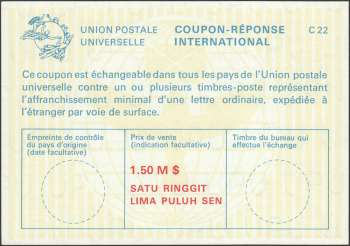 UNION POSTALE
UNIVERSELLE
COUPON-RÉPONSE
INTERNATIONAL
C 22
Ce coupon est échangeable dans tous les pays de l'Union postale
universelle contre un ou plusieurs timbres-poste représentant
l'affranchissement minimal d'une lettre ordinaire, expédiée à
l'étranger par voie de surface.
Empreinte de contrôle
du pays d'origine
(date facultative)
Prix de vente
(indication facultative)
Timbre du bureau qui
effectue l'échange
1.50 M $
SATU RINGGIT
LIMA PULUH SEN